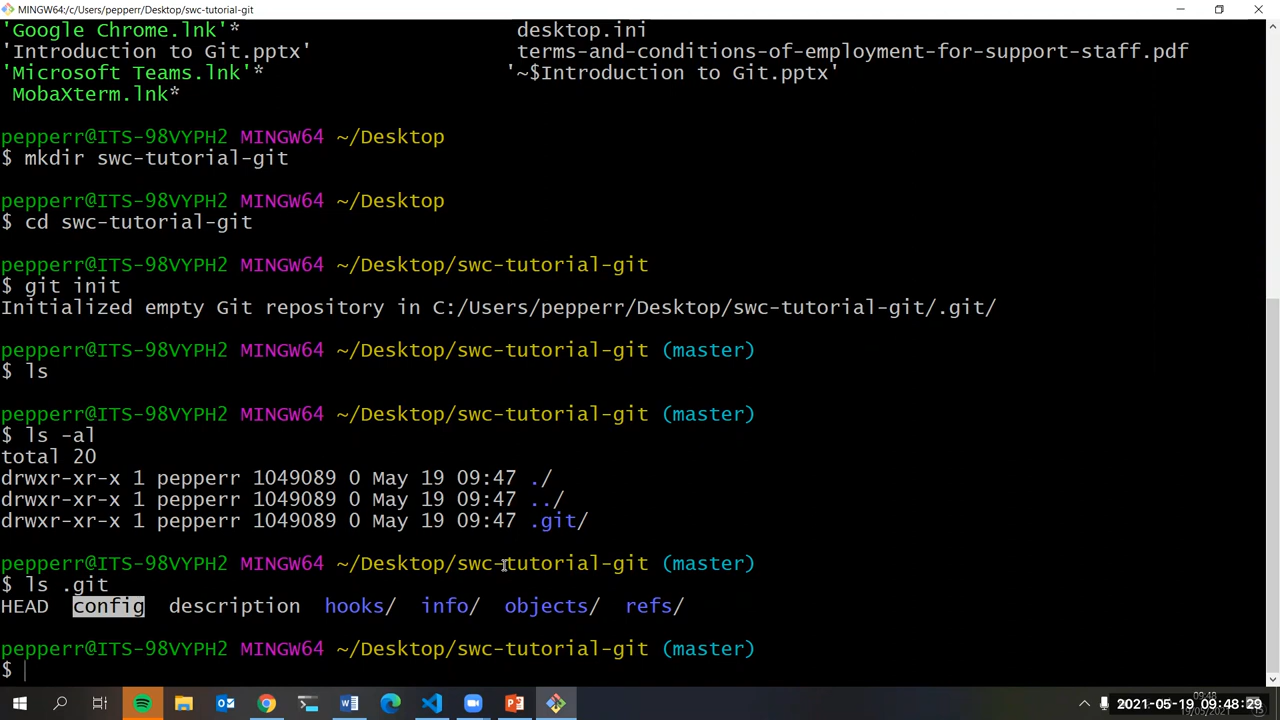 MINGW64:/c/Users/pepperr/Desktop/swc-tutorial-git
'Google Chrome.lnk'* desktop.ini
'Introduction to Git.pptx' terms-and-conditions-of-employment-for-support-staff.pdf
'Microsoft Teams.lnk'* '~$Introduction to Git.pptx'
MobaXterm.lnk*
pepperr@ITS-98VYPH2 MINGW64 ~/Desktop
$ mkdir swc-tutorial-git
pepperr@ITS-98VYPH2 MINGW64 ~/Desktop
$ cd swc-tutorial-git
pepperr@ITS-98VYPH2 MINGW64 ~/Desktop/swc-tutorial-git
$ git init
Initialized empty Git repository in C:/Users/pepperr/Desktop/swc-tutorial-git/.git/
pepperr@ITS-98VYPH2 MINGW64 ~/Desktop/swc-tutorial-git (master)
$ ls
pepperr@ITS-98VYPH2 MINGW64 ~/Desktop/swc-tutorial-git (master)
$ ls -al
total 20
drwxr-xr-x 1 pepperr 1049089 0 May 19 09:47 ./
drwxr-xr-x 1 pepperr 1049089 0 May 19 09:47 ../
drwxr-xr-x 1 pepperr 1049089 0 May 19 09:47 .git/
pepperr@ITS-98VYPH2 MINGW64 ~/Desktop/swc-tutorial-git (master)
$ ls .git
HEAD config description hooks/ info/ objects/ refs/
pepperr@ITS-98VYPH2 MINGW64 ~/Desktop/swc-tutorial-git (master)
$
09:48
2021-05-19 09:48:29